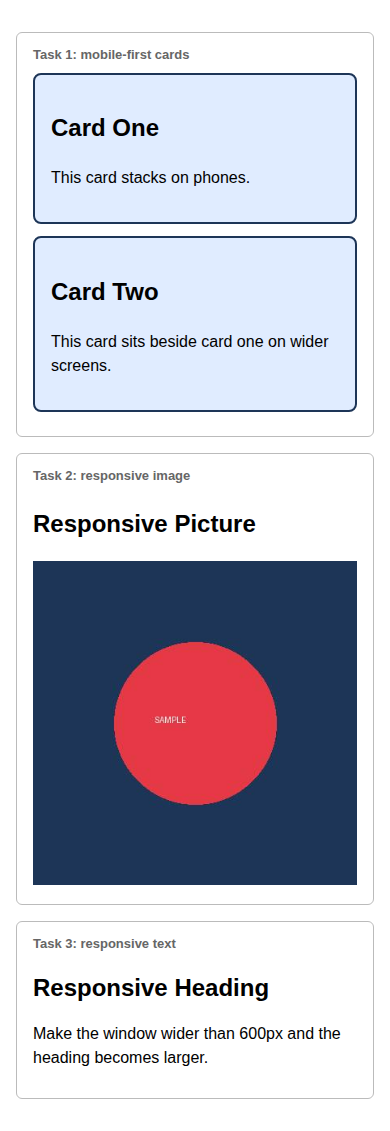 Task 1: mobile-first cards
Card One
This card stacks on phones.
Card Two
This card sits beside card one on wider
screens.
Task 2: responsive image
Responsive Picture
SAMPLE
Task 3: responsive text
Responsive Heading
Make the window wider than 600px and the
heading becomes larger.